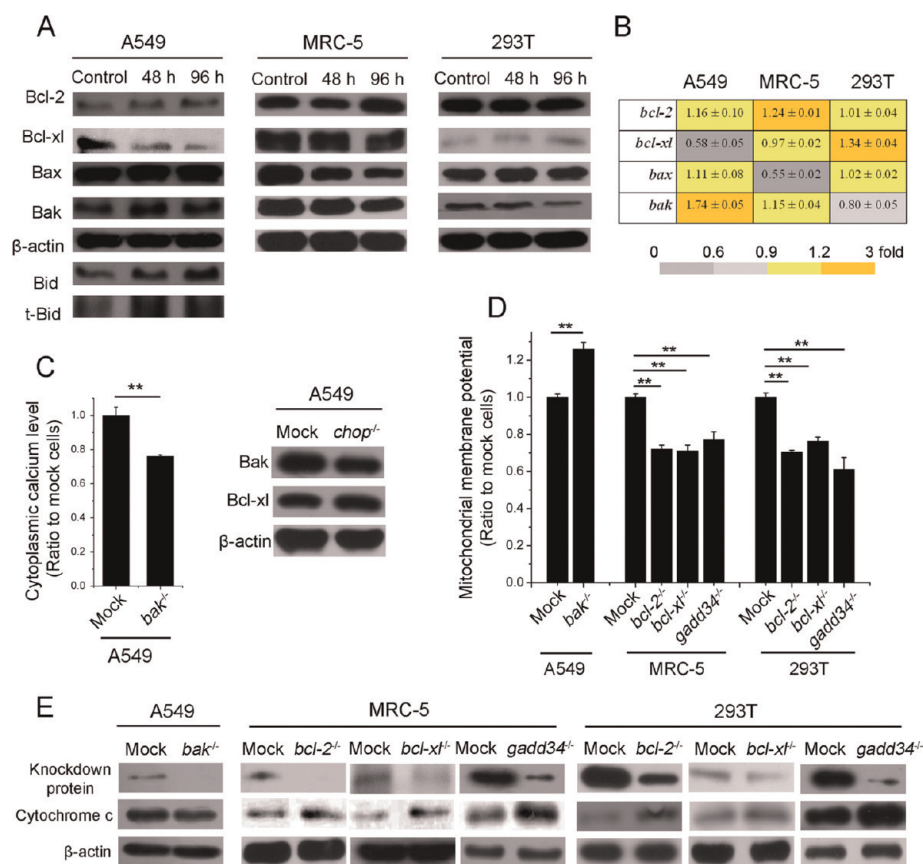 A
A549
MRC-5
293T
Control 48 h 96 h
Control 48 h 96 h
Control 48 h 96 h
Bcl-2
Bcl-xl
Bax
Bak
β-actin
Bid
t-Bid
B
A549 MRC-5 293T
bcl-2 1.16 ± 0.10 1.24 ± 0.01 1.01 ± 0.04
bcl-xl 0.58 ± 0.05 0.97 ± 0.02 1.34 ± 0.04
bax 1.11 ± 0.08 0.55 ± 0.02 1.02 ± 0.02
bak 1.74 ± 0.05 1.15 ± 0.04 0.80 ± 0.05
0 0.6 0.9 1.2 3 fold
C
Cytoplasmic calcium level
(Ratio to mock cells)
1.0
0.8
0.6
0.4
0.2
0.0
**
Mock bak-/-
A549
A549
Mock chop-/-
Bak
Bcl-xl
β-actin
D
Mitochondrial membrane potential
(Ratio to mock cells)
1.2
1.0
0.8
0.6
0.4
0.2
0.0
**
**
**
**
**
**
**
Mock bak-/- Mock bcl-2-/- bcl-xl-/- gadd34-/- Mock bcl-2-/- bcl-xl-/- gadd34-/-
A549 MRC-5 293T
E
A549 MRC-5 293T
Mock bak-/- Mock bcl-2-/- Mock bcl-xl-/- Mock gadd34-/- Mock bcl-2-/- Mock bcl-xl-/- Mock gadd34-/-
Knockdown
protein
Cytochrome c
β-actin